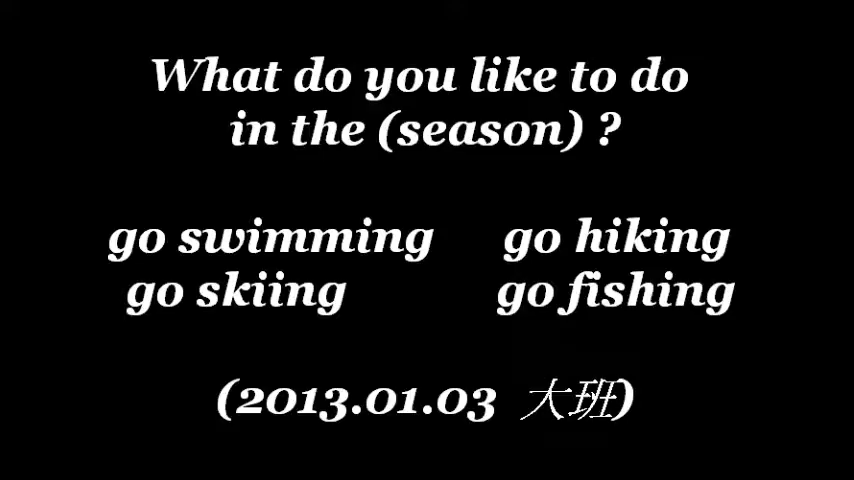 What do you like to do
in the (season) ?
go swimming go hiking
go skiing go fishing
(2013.01.03 大班)